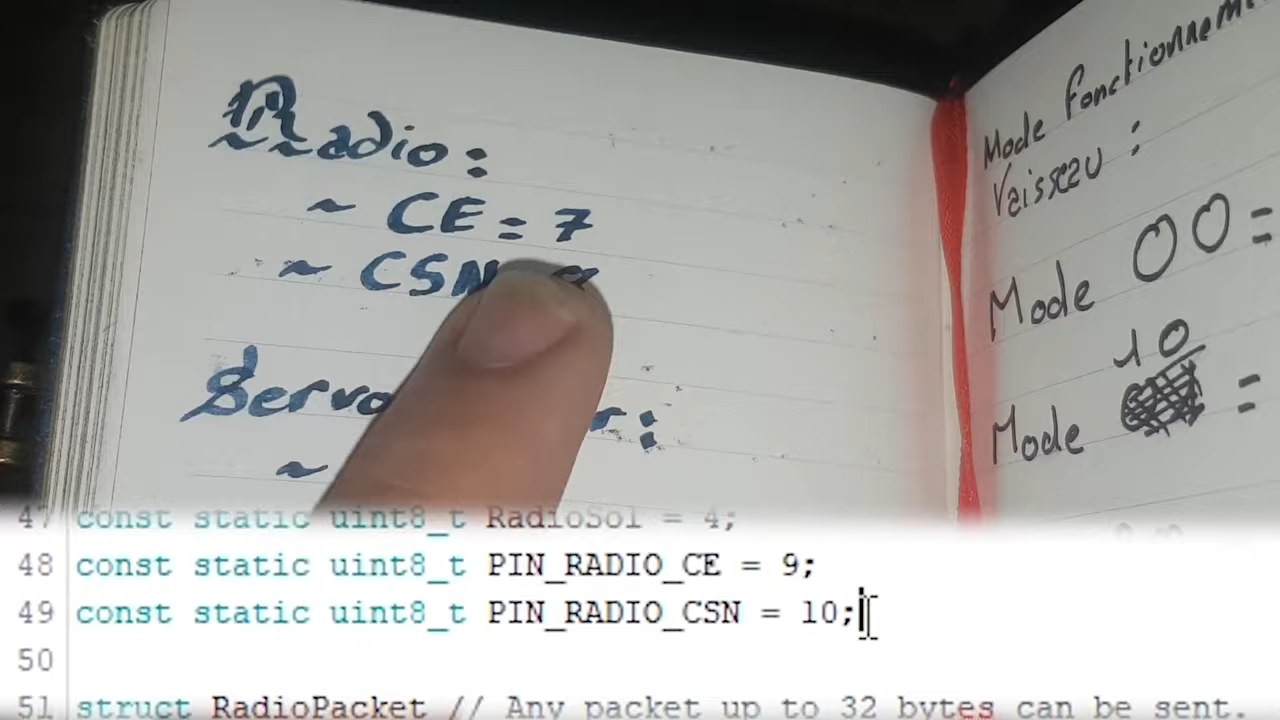 Radio:
~ CE = 7
~ CSN
Servo
~
Mode fonctionnem
Vaisseau :
Mode 00 =
10
Mode =
47 const static uint8_t RadioSol = 4;
48 const static uint8_t PIN_RADIO_CE = 9;
49 const static uint8_t PIN_RADIO_CSN = 10;
50
51 struct RadioPacket // Any packet up to 32 bytes can be sent.